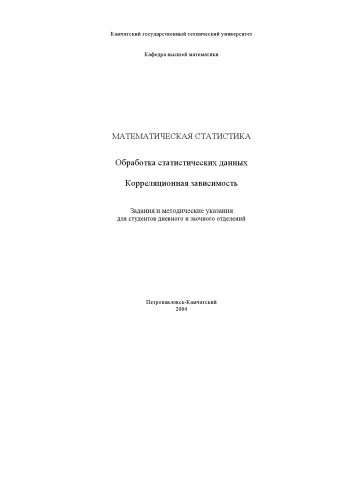 Камчатский государственный технический университет
Кафедра высшей математики
МАТЕМАТИЧЕСКАЯ СТАТИСТИКА
Обработка статистических данных
Корреляционная зависимость
Задания и методические указания
для студентов дневного и заочного отделений
Петропавловск-Камчатский
2004